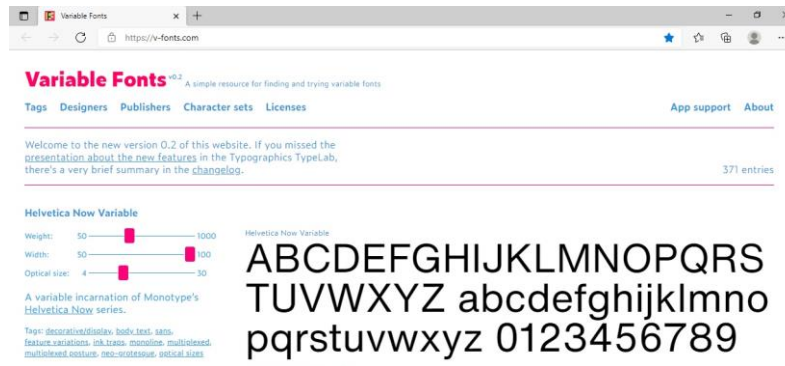 Variable Fonts
https://v-fonts.com
Variable Fonts v0.2 A simple resource for finding and trying variable fonts
Tags Designers Publishers Character sets Licenses App support About
Welcome to the new version 0.2 of this website. If you missed the
presentation about the new features in the Typographics TypeLab,
there's a very brief summary in the changelog.
371 entries
Helvetica Now Variable
Weight: 50 1000
Width: 50 100
Optical size: 4 30
A variable incarnation of Monotype's
Helvetica Now series.
Tags: decorative/display, body text, sans,
feature variations, ink traps, monoline, multiplexed,
multiplexed posture, neo-grotesque, optical sizes
Helvetica Now Variable
ABCDEFGHIJKLMNOPQRS
TUVWXYZ abcdefghijklmno
pqrstuvwxyz 0123456789